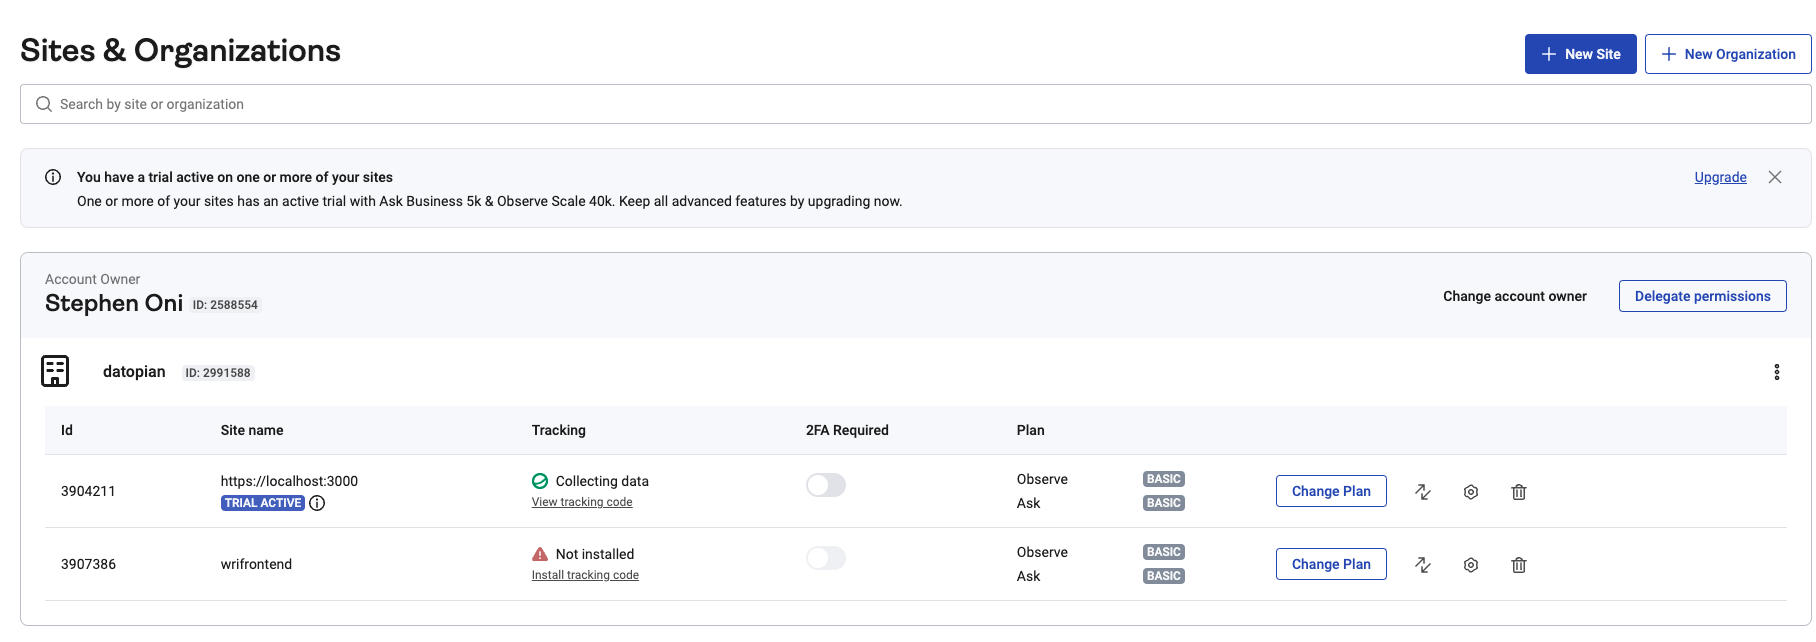 Sites & Organizations
New Site
New Organization
Search by site or organization
You have a trial active on one or more of your sites
Upgrade
One or more of your sites has an active trial with Ask Business 5k & Observe Scale 40k. Keep all advanced features by upgrading now.
Account Owner
Stephen Oni ID: 2588554
Change account owner
Delegate permissions
datopian ID: 2991588
Id Site name Tracking 2FA Required Plan
3904211
https://localhost:3000
TRIAL ACTIVE
Collecting data
View tracking code
Observe BASIC
Ask BASIC
Change Plan
3907386
wrifrontend
Not installed
Install tracking code
Observe BASIC
Ask BASIC
Change Plan